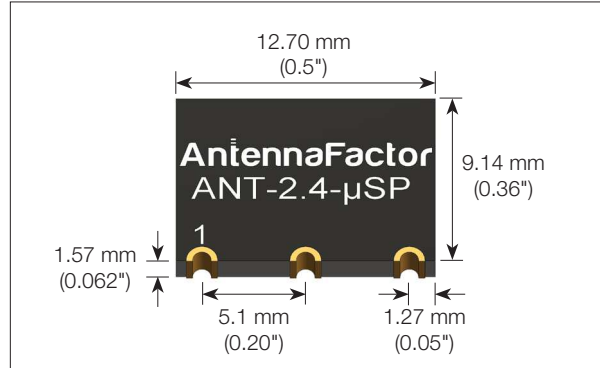 12.70 mm
(0.5")
AntennaFactor
ANT-2.4-µSP
9.14 mm
(0.36")
1
1.57 mm
(0.062")
5.1 mm
(0.20")
1.27 mm
(0.05")